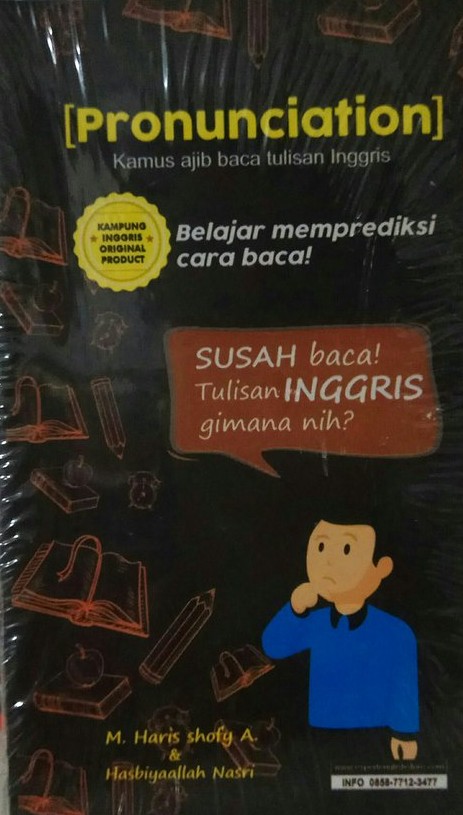 [Pronunciation]
Kamus ajib baca tulisan Inggris
KAMPUNG
INGGRIS
ORIGINAL
PRODUCT
Belajar memprediksi
cara baca!
SUSAH baca!
Tulisan INGGRIS
gimana nih?
M. Haris shofy A.
&
Hasbiyaallah Nasri
INFO 0858-7712-3477